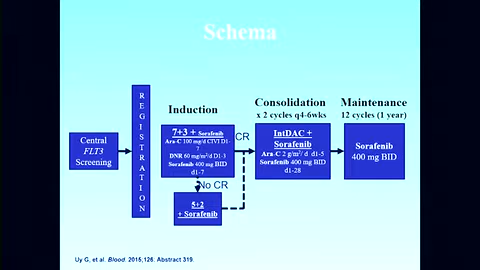 Schema
Central
FLT3
Screening
REGISTRATION
Induction
7+3 + Sorafenib
Ara-C 100 mg/d CIVI D1-
7
DNR 60 mg/m²/d D1-3
Sorafenib 400 mg BID
d1-7
CR
No CR
5+2
+ Sorafenib
Consolidation
x 2 cycles q4-6wks
IntDAC +
Sorafenib
Ara-C 2 g/m²/ d d1-5
Sorafenib 400 mg BID
d1-28
Maintenance
12 cycles (1 year)
Sorafenib
400 mg BID
Uy G, et al. Blood. 2015;126: Abstract 319.